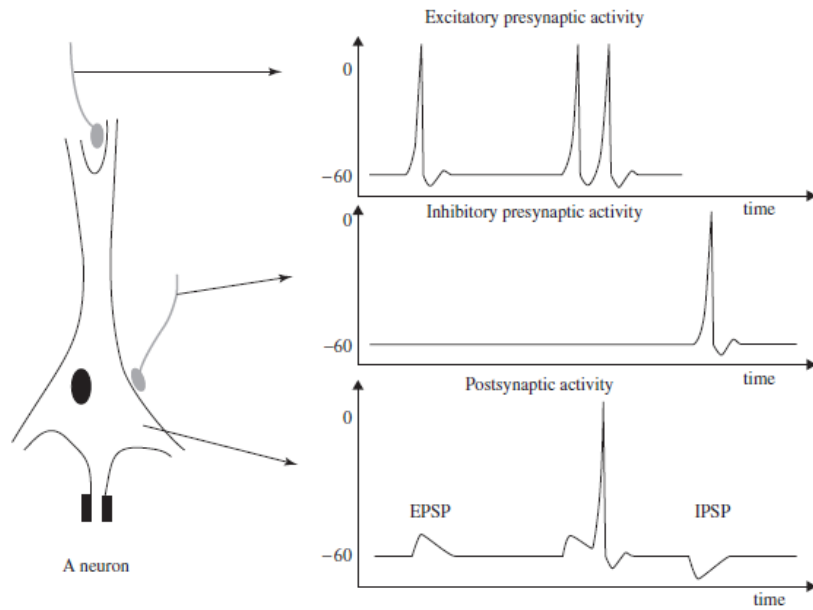 Excitatory presynaptic activity
0
−60
time
Inhibitory presynaptic activity
0
−60
time
Postsynaptic activity
0
EPSP
IPSP
−60
time
A neuron